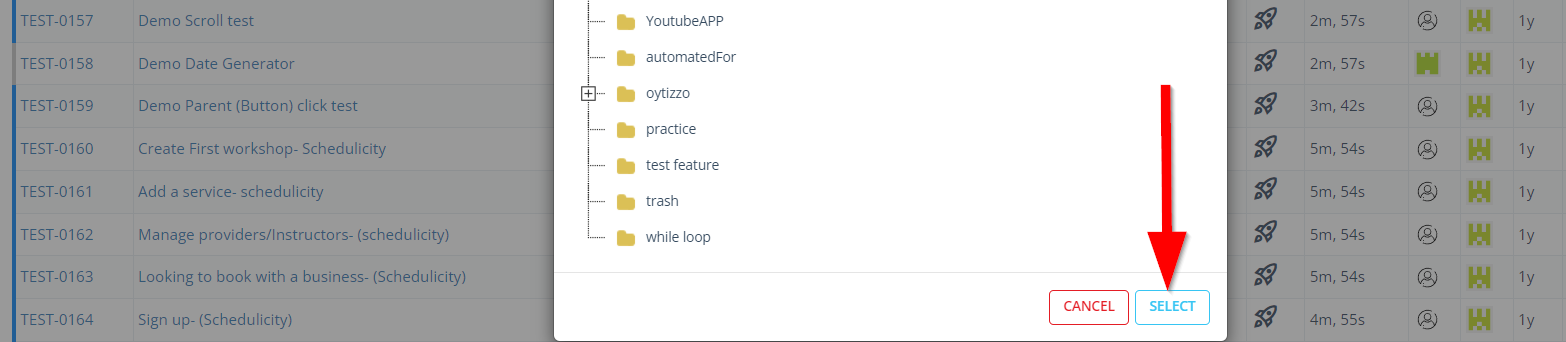 TEST-0157 Demo Scroll test 2m, 57s 1y
TEST-0158 Demo Date Generator 2m, 57s 1y
TEST-0159 Demo Parent (Button) click test 3m, 42s 1y
TEST-0160 Create First workshop- Schedulicity 5m, 54s 1y
TEST-0161 Add a service- schedulicity 5m, 54s 1y
TEST-0162 Manage providers/Instructors- (schedulicity) 5m, 54s 1y
TEST-0163 Looking to book with a business- (Schedulicity) 5m, 54s 1y
TEST-0164 Sign up- (Schedulicity) 4m, 55s 1y
YoutubeAPP
automatedFor
oytizzo
practice
test feature
trash
while loop
CANCEL SELECT